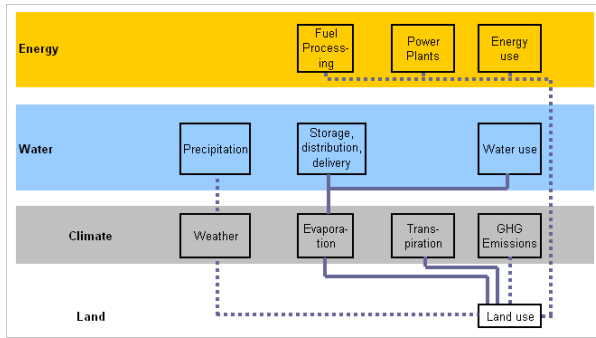 Energy
Fuel
Process-
ing
Power
Plants
Energy
use
Water
Precipitation
Storage,
distribution,
delivery
Water use
Climate
Weather
Evapora-
tion
Trans-
piration
GHG
Emissions
Land
Land use